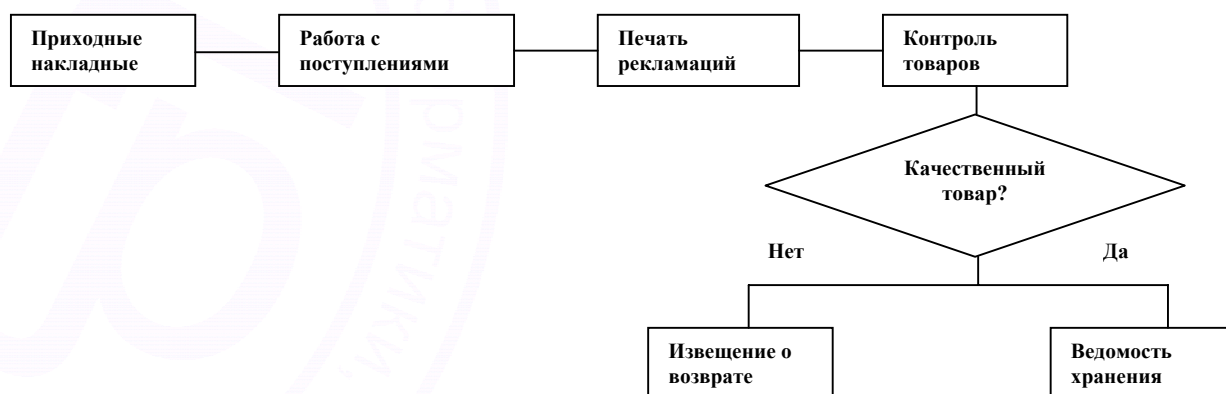 Приходные
накладные
Работа с
поступлениями
Печать
рекламаций
Контроль
товаров
Качественный
товар?
Нет
Да
Извещение о
возврате
Ведомость
хранения